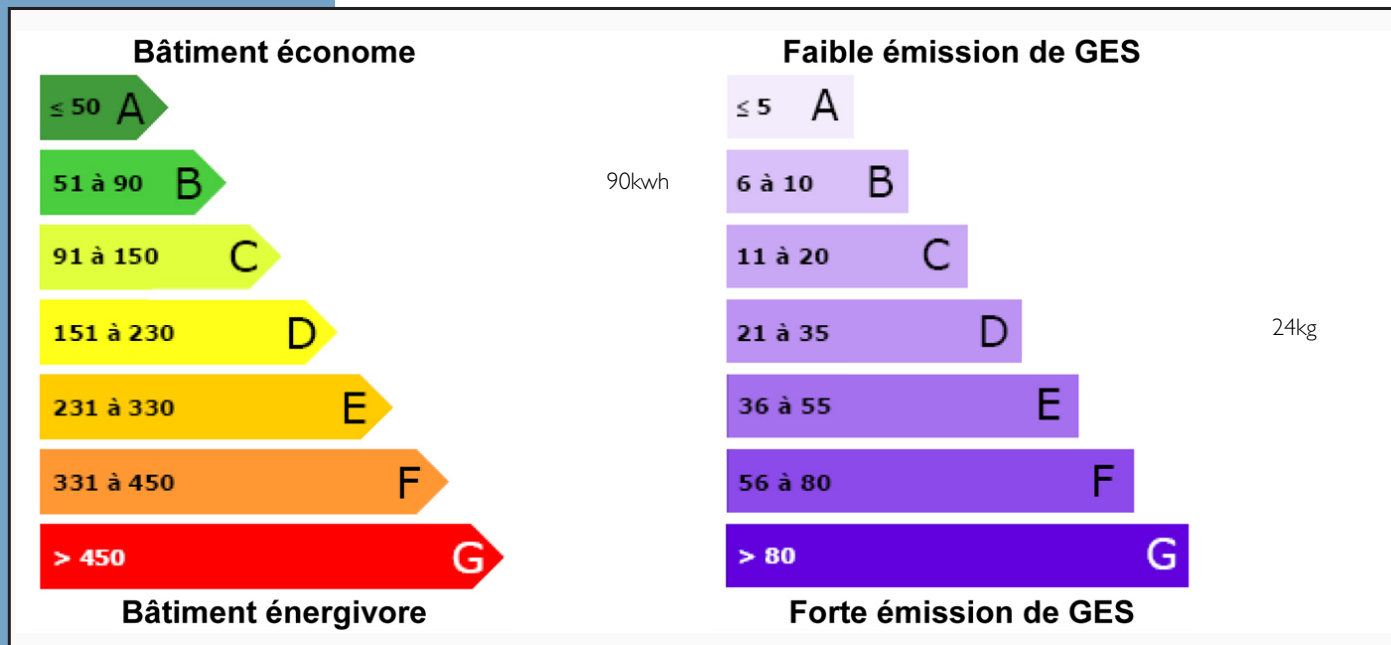 Bâtiment économe
≤ 50 A
51 à 90 B
90kwh
91 à 150 C
151 à 230 D
231 à 330 E
331 à 450 F
> 450 G
Bâtiment énergivore
Faible émission de GES
≤ 5 A
6 à 10 B
11 à 20 C
21 à 35 D
24kg
36 à 55 E
56 à 80 F
> 80 G
Forte émission de GES